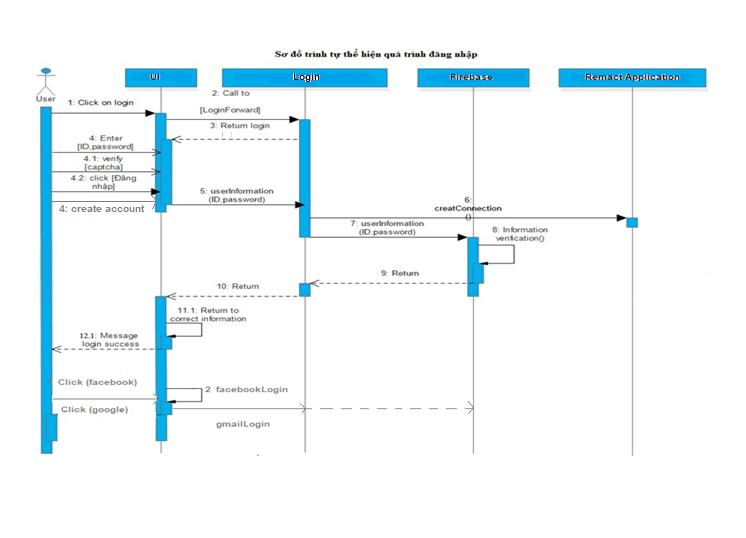 Sơ đồ trình tự thể hiện quá trình đăng nhập
UI
Login
Firebase
Remact Application
User
1: Click on login
2: Call to
[LoginForward]
3: Return login
4: Enter
[ID,password]
4.1: verify
[captcha]
4.2: click [Đăng
nhập]
4: create account
5: userInformation
(ID,password)
6:
creatConnection
()
7: userInformation
(ID,password)
8: Information
verification()
9: Return
10: Return
11.1: Return to
correct information
12.1: Message
login success
Click (facebook)
2 facebookLogin
Click (google)
gmailLogin